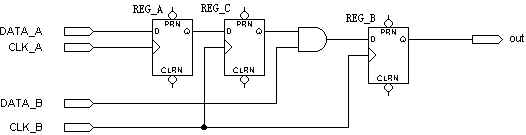 REG_A REG_C
PRN PRN REG_B
DATA_A D Q D Q PRN
CLK_A D Q out
CLRN CLRN
DATA_B CLRN
CLK_B